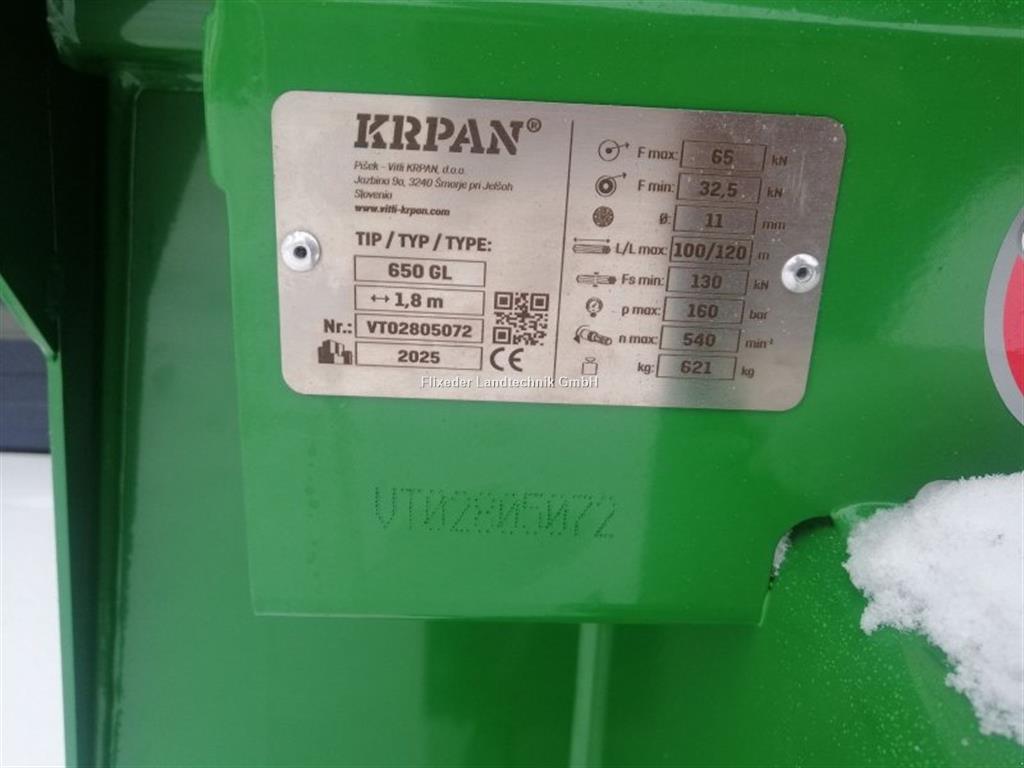 KRPAN®
Pišek - Vitli KRPAN, d.o.o.
Jazbina 9a, 3240 Šmarje pri Jelšah
Slovenia
www.vitli-krpan.com
TIP / TYP / TYPE:
650 GL
↔ 1,8 m
Nr.: VT02805072
2025
CE
F max: 65 kN
F min: 32,5 kN
Ø: 11 mm
L/L max: 100/120 m
Fs min: 130 kN
p max: 160 bar
n max: 540 min⁻¹
kg: 621 kg
Flixeder Landtechnik GmbH
VT02805072